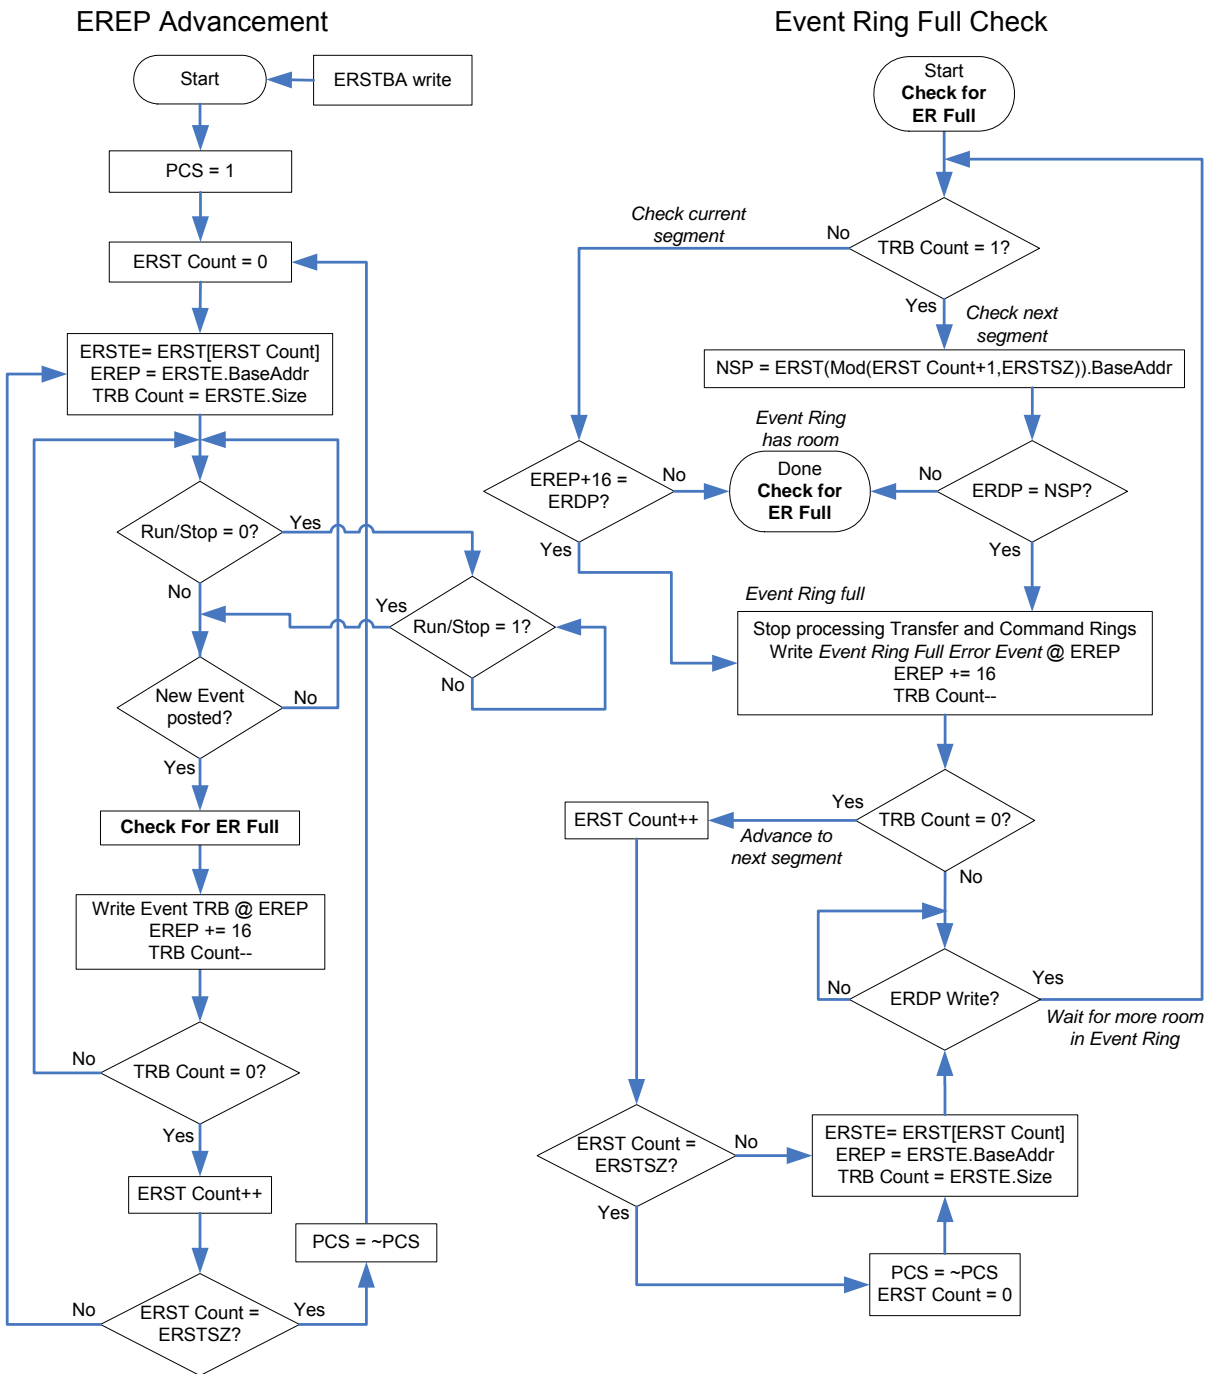 EREP Advancement
Start
ERSTBA write
PCS = 1
ERST Count = 0
ERSTE= ERST[ERST Count]
EREP = ERSTE.BaseAddr
TRB Count = ERSTE.Size
Run/Stop = 0?
Yes
No
Run/Stop = 1?
Yes
No
New Event
posted?
No
Yes
Check For ER Full
Write Event TRB @ EREP
EREP += 16
TRB Count--
TRB Count = 0?
No
Yes
ERST Count++
PCS = ~PCS
ERST Count =
ERSTSZ?
No
Yes
Event Ring Full Check
Start
Check for
ER Full
Check current
segment
No
TRB Count = 1?
Yes
Check next
segment
NSP = ERST(Mod(ERST Count+1,ERSTSZ)).BaseAddr
Event Ring
has room
EREP+16 =
ERDP?
No
Yes
Done
Check for
ER Full
No
ERDP = NSP?
Yes
Event Ring full
Stop processing Transfer and Command Rings
Write Event Ring Full Error Event @ EREP
EREP += 16
TRB Count--
ERST Count++
Yes
TRB Count = 0?
Advance to
next segment
No
No
ERDP Write?
Yes
Wait for more room
in Event Ring
ERST Count =
ERSTSZ?
No
Yes
ERSTE= ERST[ERST Count]
EREP = ERSTE.BaseAddr
TRB Count = ERSTE.Size
PCS = ~PCS
ERST Count = 0